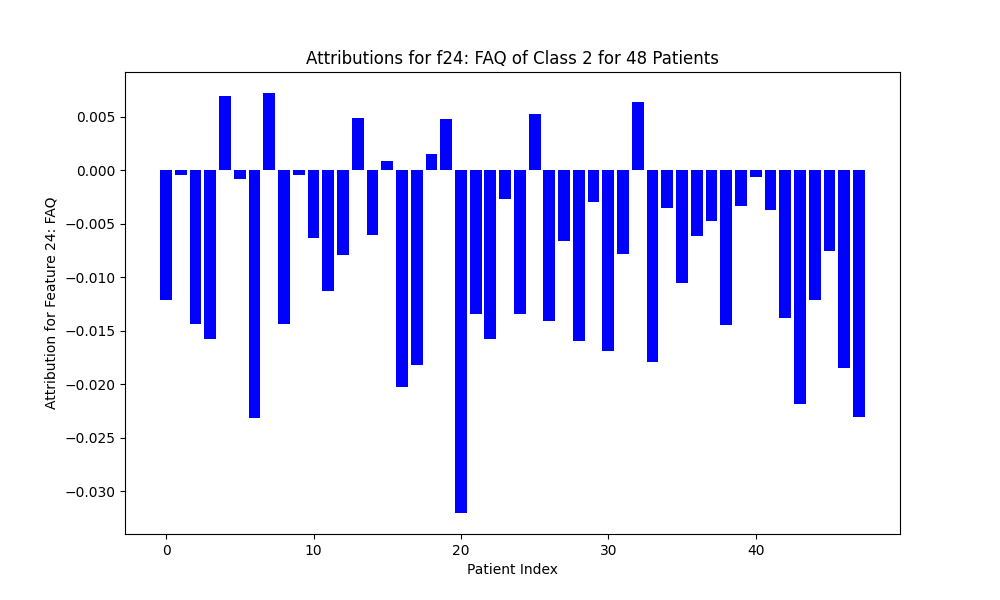 Attributions for f24: FAQ of Class 2 for 48 Patients
Attribution for Feature 24: FAQ
0.005
0.000
−0.005
−0.010
−0.015
−0.020
−0.025
−0.030
0 10 20 30 40
Patient Index